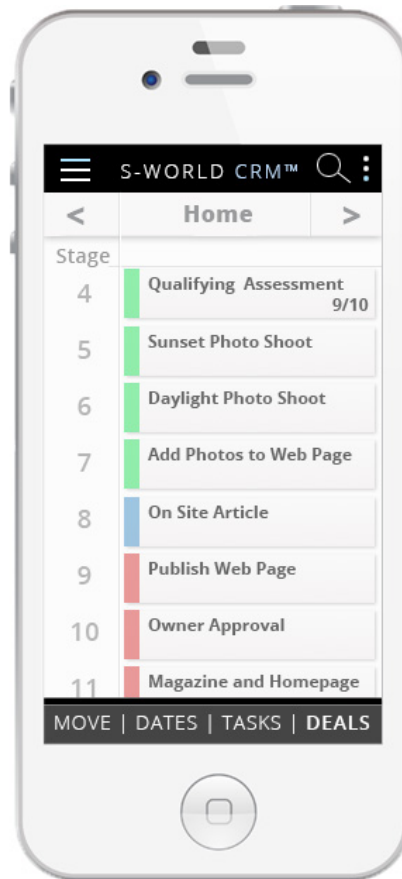 S-WORLD CRM™
< Home >
Stage
4 Qualifying Assessment
9/10
5 Sunset Photo Shoot
6 Daylight Photo Shoot
7 Add Photos to Web Page
8 On Site Article
9 Publish Web Page
10 Owner Approval
11 Magazine and Homepage
MOVE | DATES | TASKS | DEALS